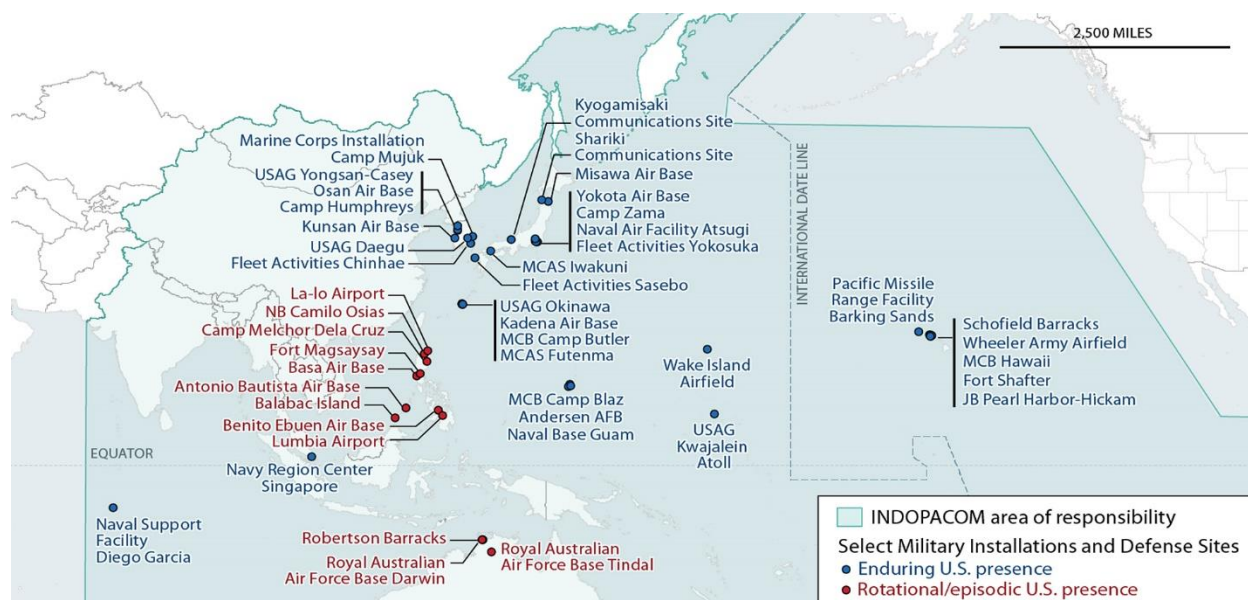 2,500 MILES
Kyogamisaki
Communications Site
Shariki
Communications Site
Misawa Air Base
Marine Corps Installation
Camp Mujuk
USAG Yongsan-Casey
Osan Air Base
Camp Humphreys
Kunsan Air Base
USAG Daegu
Fleet Activities Chinhae
Yokota Air Base
Camp Zama
Naval Air Facility Atsugi
Fleet Activities Yokosuka
MCAS Iwakuni
Fleet Activities Sasebo
INTERNATIONAL DATE LINE
La-lo Airport
NB Camilo Osias
Camp Melchor Dela Cruz
Fort Magsaysay
Basa Air Base
Antonio Bautista Air Base
Balabac Island
Benito Ebuen Air Base
Lumbia Airport
USAG Okinawa
Kadena Air Base
MCB Camp Butler
MCAS Futenma
MCB Camp Blaz
Andersen AFB
Naval Base Guam
Wake Island
Airfield
USAG
Kwajalein
Atoll
Pacific Missile
Range Facility
Barking Sands
Schofield Barracks
Wheeler Army Airfield
MCB Hawaii
Fort Shafter
JB Pearl Harbor-Hickam
EQUATOR
Navy Region Center
Singapore
Naval Support
Facility
Diego Garcia
Robertson Barracks
Royal Australian
Air Force Base Darwin
Royal Australian
Air Force Base Tindal
INDOPACOM area of responsibility
Select Military Installations and Defense Sites
Enduring U.S. presence
Rotational/episodic U.S. presence